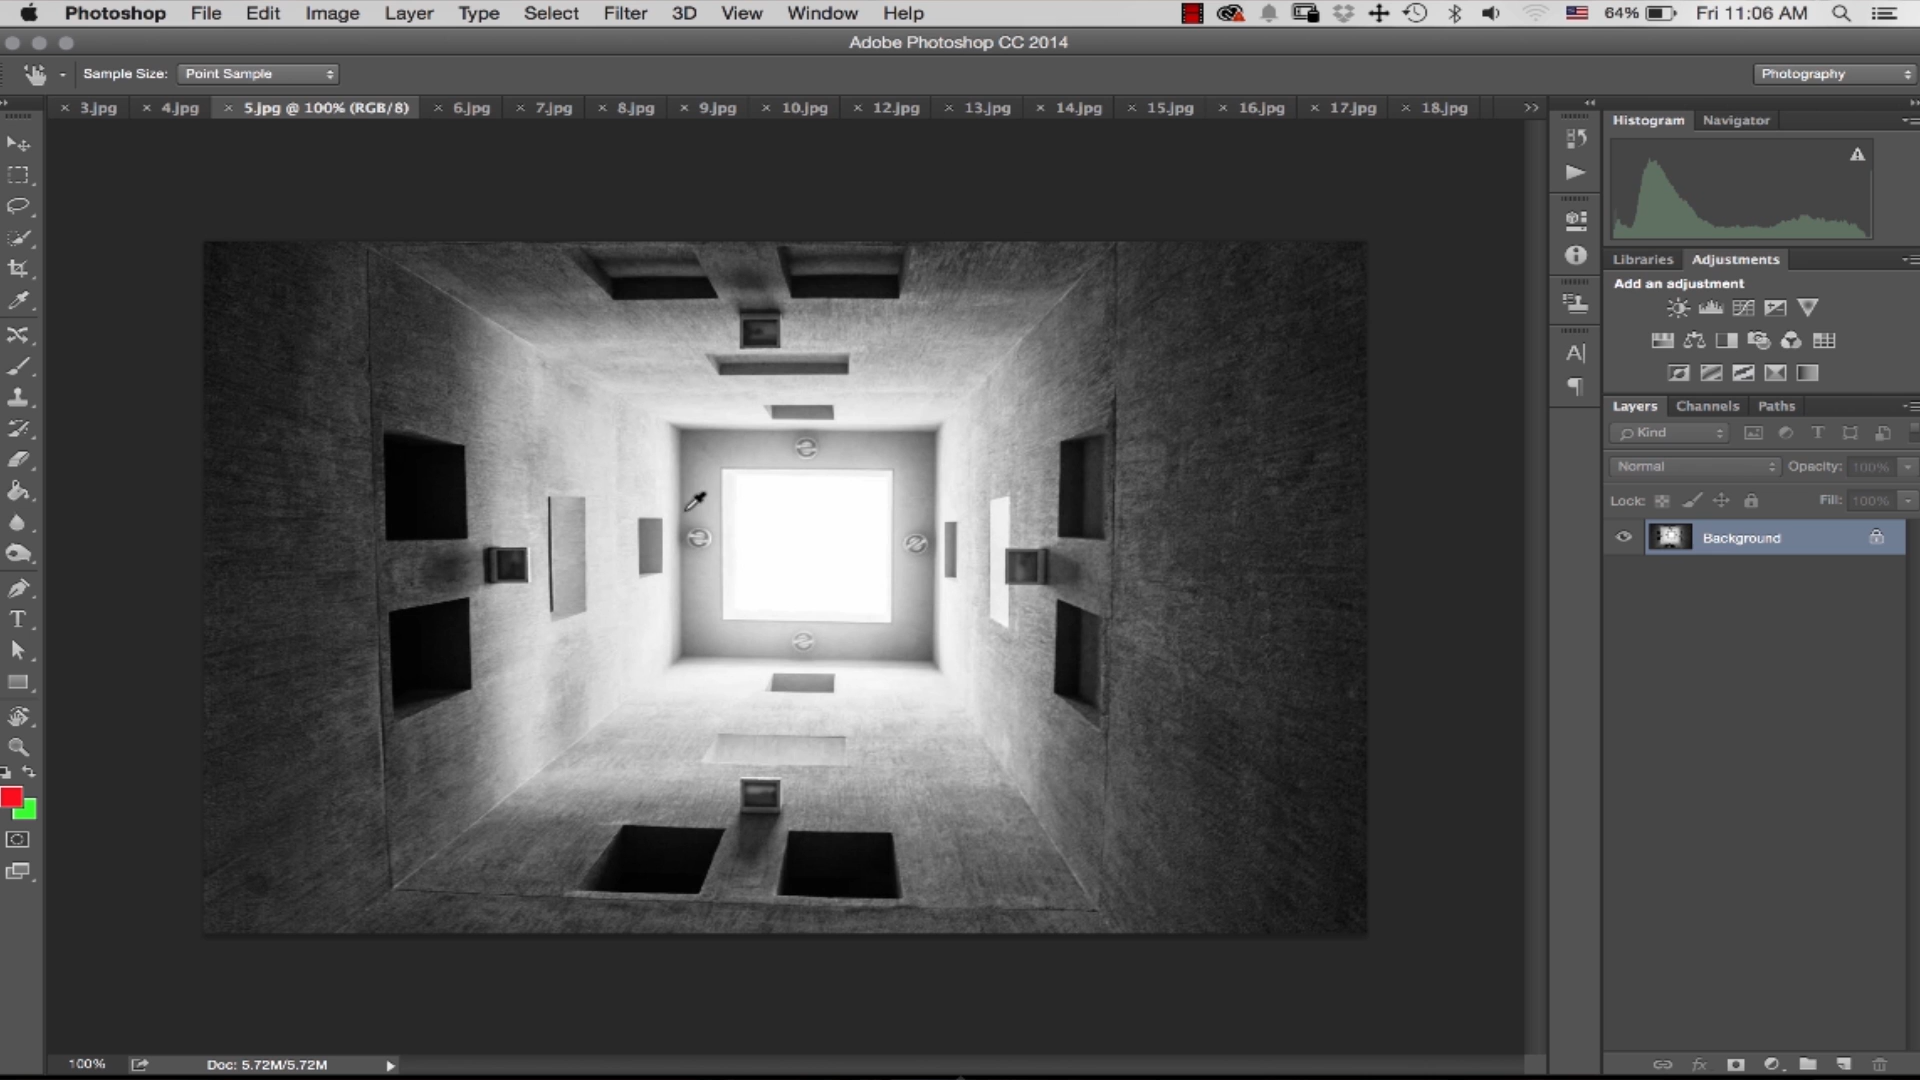 Photoshop File Edit Image Layer Type Select Filter 3D View Window Help 64% Fri 11:06 AM
Adobe Photoshop CC 2014
Sample Size: Point Sample Photography
3.jpg 4.jpg 5.jpg @ 100% (RGB/8) 6.jpg 7.jpg 8.jpg 9.jpg 10.jpg 12.jpg 13.jpg 14.jpg 15.jpg 16.jpg 17.jpg 18.jpg
Histogram Navigator
Libraries Adjustments
Add an adjustment
Layers Channels Paths
Kind
Normal Opacity: 100%
Lock: Fill: 100%
Background
100% Doc: 5.72M/5.72M